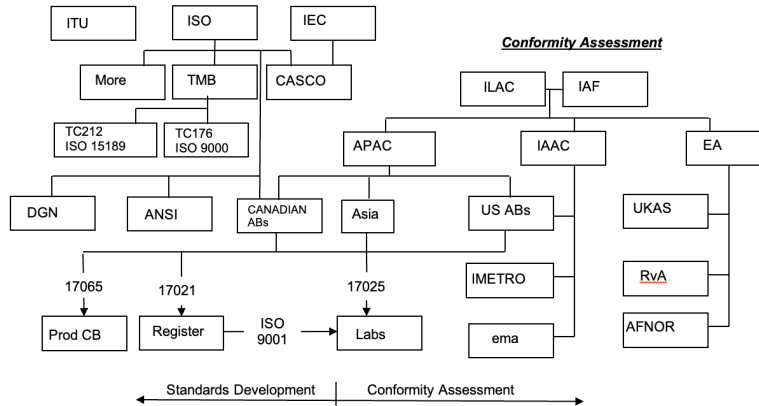 ITU
ISO
IEC
Conformity Assessment
More
TMB
CASCO
ILAC
IAF
TC212
ISO 15189
TC176
ISO 9000
APAC
IAAC
EA
DGN
ANSI
CANADIAN
ABs
Asia
US ABs
UKAS
17065
17021
17025
IMETRO
RvA
Prod CB
Register
ISO
9001
Labs
ema
AFNOR
Standards Development
Conformity Assessment